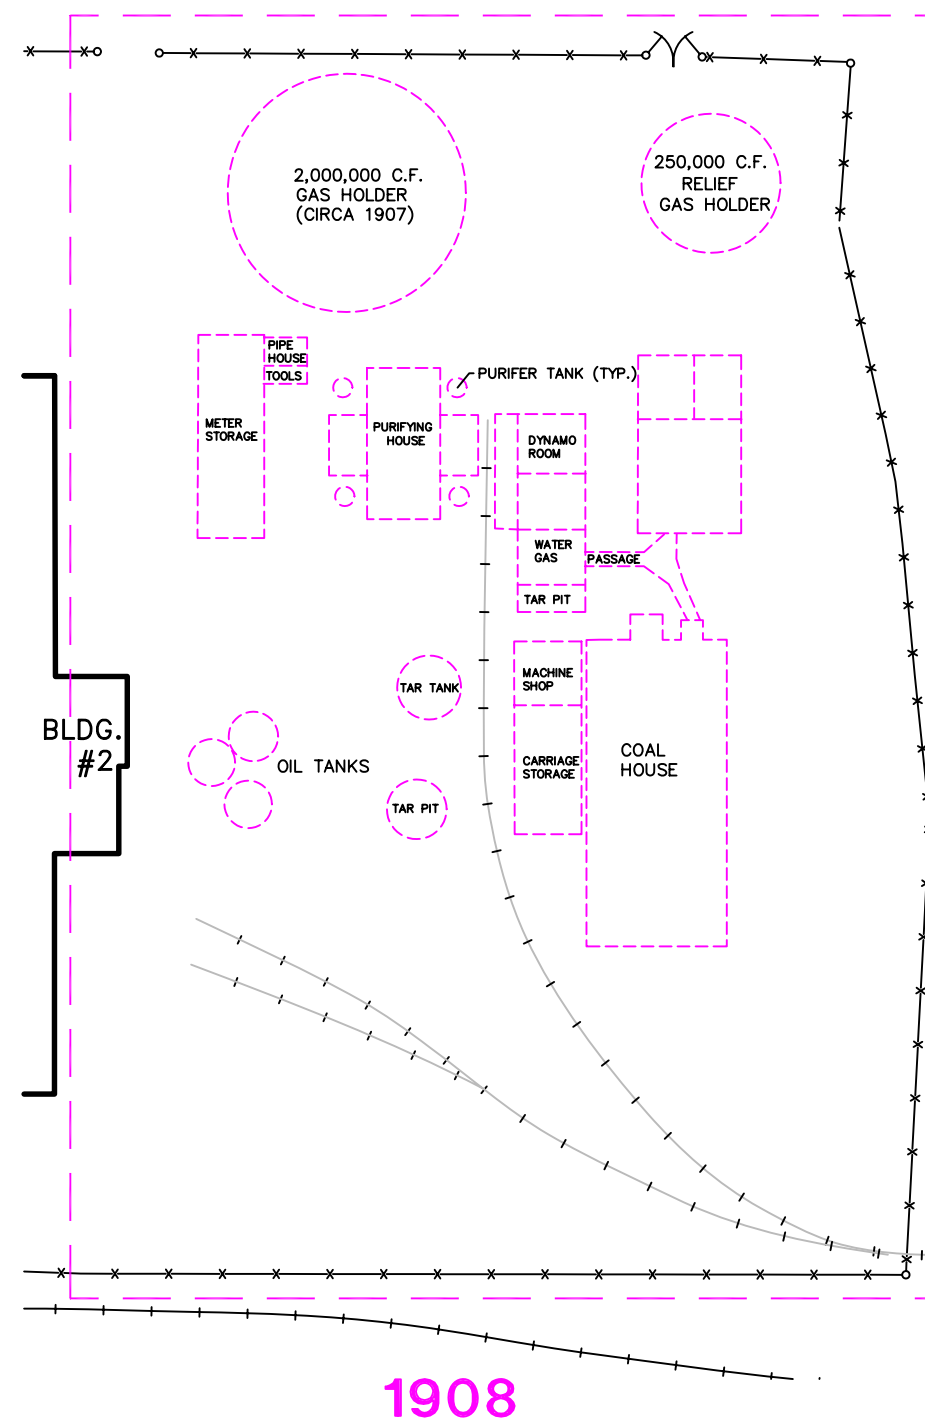 2,000,000 C.F.
GAS HOLDER
(CIRCA 1907)
250,000 C.F.
RELIEF
GAS HOLDER
PIPE
HOUSE
TOOLS
METER
STORAGE
PURIFYING
HOUSE
PURIFER TANK (TYP.)
DYNAMO
ROOM
WATER
GAS
PASSAGE
TAR PIT
TAR TANK
MACHINE
SHOP
BLDG.
#2
OIL TANKS
CARRIAGE
STORAGE
COAL
HOUSE
TAR PIT
1908